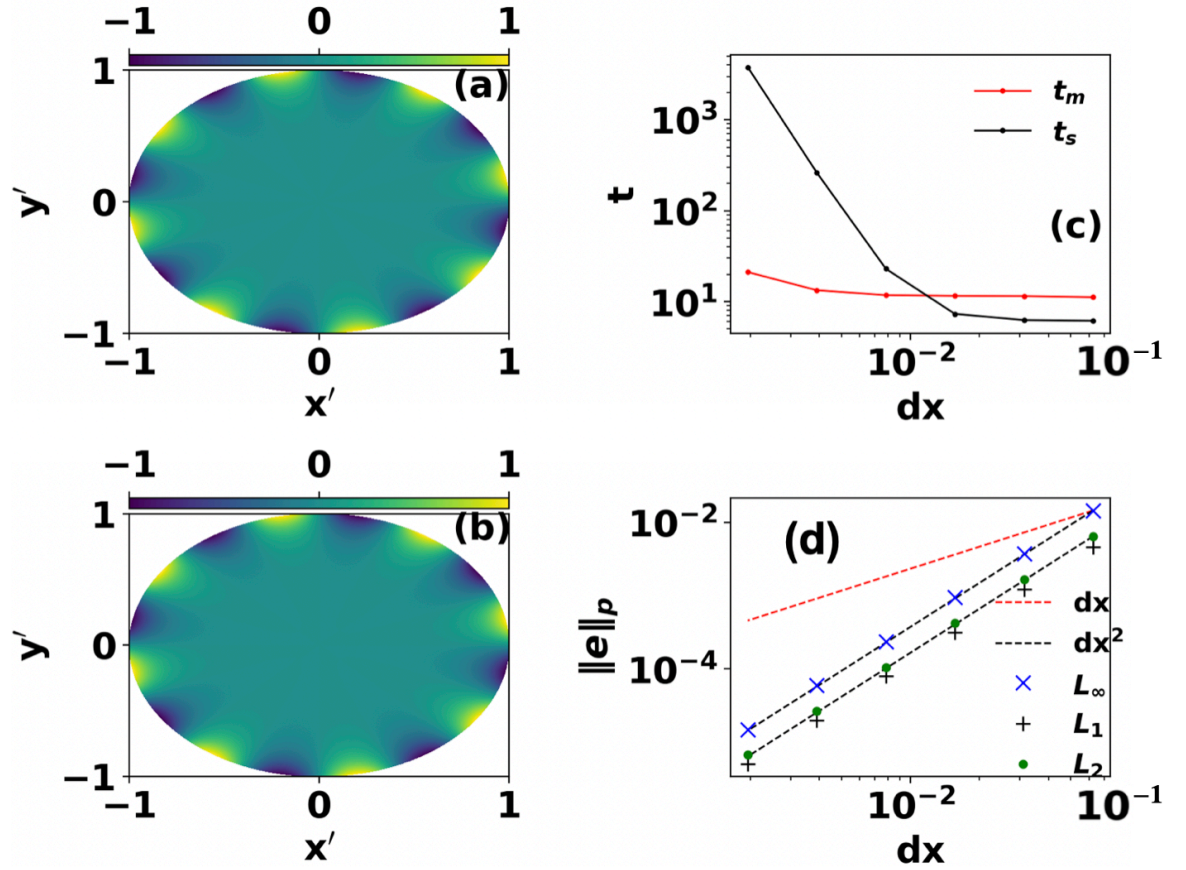 −1 0 1
(a)
1
0
−1
y′
−1 0 1
x′
10³
10²
10¹
t
t_m
t_s
(c)
10⁻² 10⁻¹
dx
−1 0 1
(b)
1
0
−1
y′
−1 0 1
x′
10⁻²
10⁻⁴
‖e‖_p
(d)
dx
dx²
L_∞
L_1
L_2
10⁻² 10⁻¹
dx